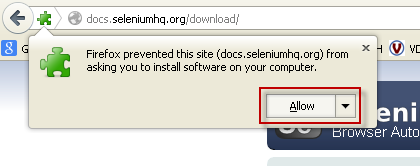 docs.seleniumhq.org/download/
Firefox prevented this site (docs.seleniumhq.org) from
asking you to install software on your computer.
Allow
Browser Auto